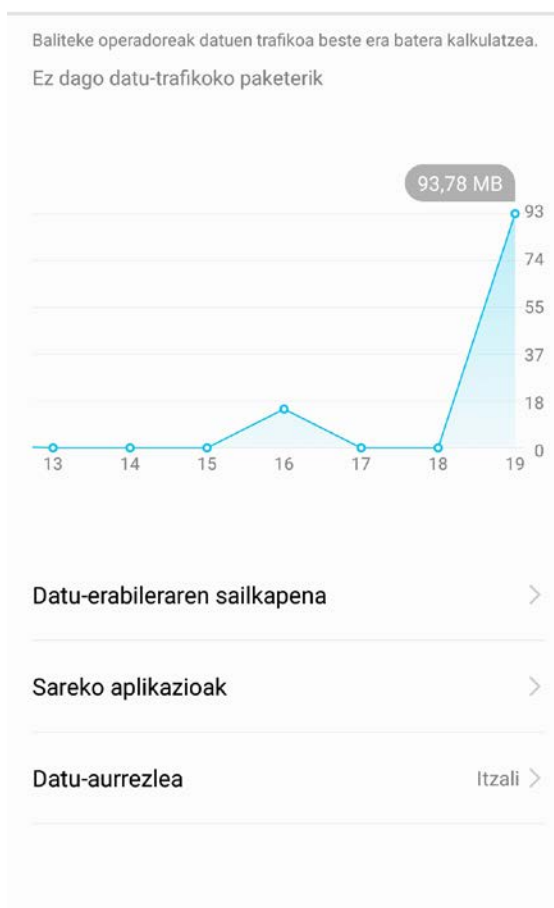 Baliteke operadoreak datuen trafikoa beste era batera kalkulatzea.
Ez dago datu-trafikoko paketerik
93,78 MB
93
74
55
37
18
0
13 14 15 16 17 18 19
Datu-erabileraren sailkapena
Sareko aplikazioak
Datu-aurrezlea Itzali